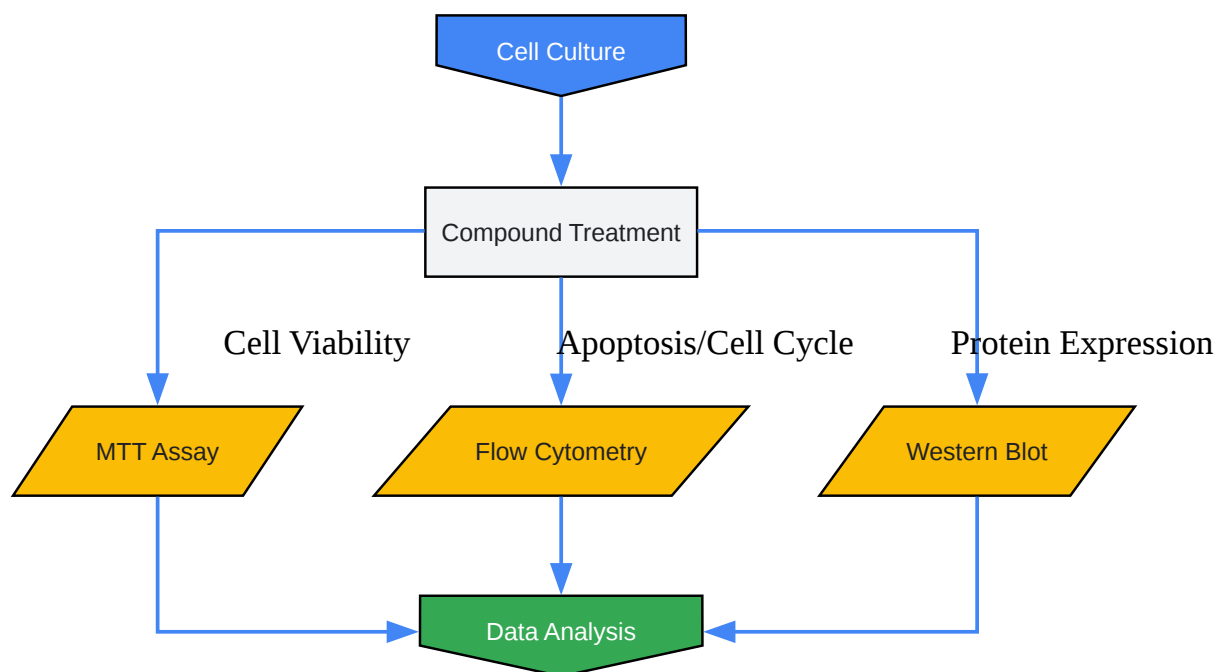 Cell Culture
Compound Treatment
Cell Viability
Apoptosis/Cell Cycle
Protein Expression
MTT Assay
Flow Cytometry
Western Blot
Data Analysis